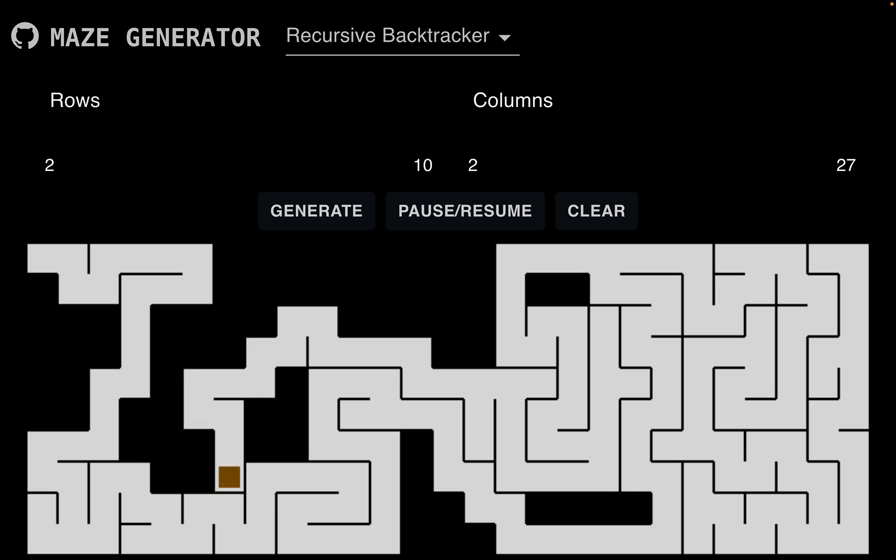 MAZE GENERATOR Recursive Backtracker
Rows Columns
2 10 2 27
GENERATE PAUSE/RESUME CLEAR